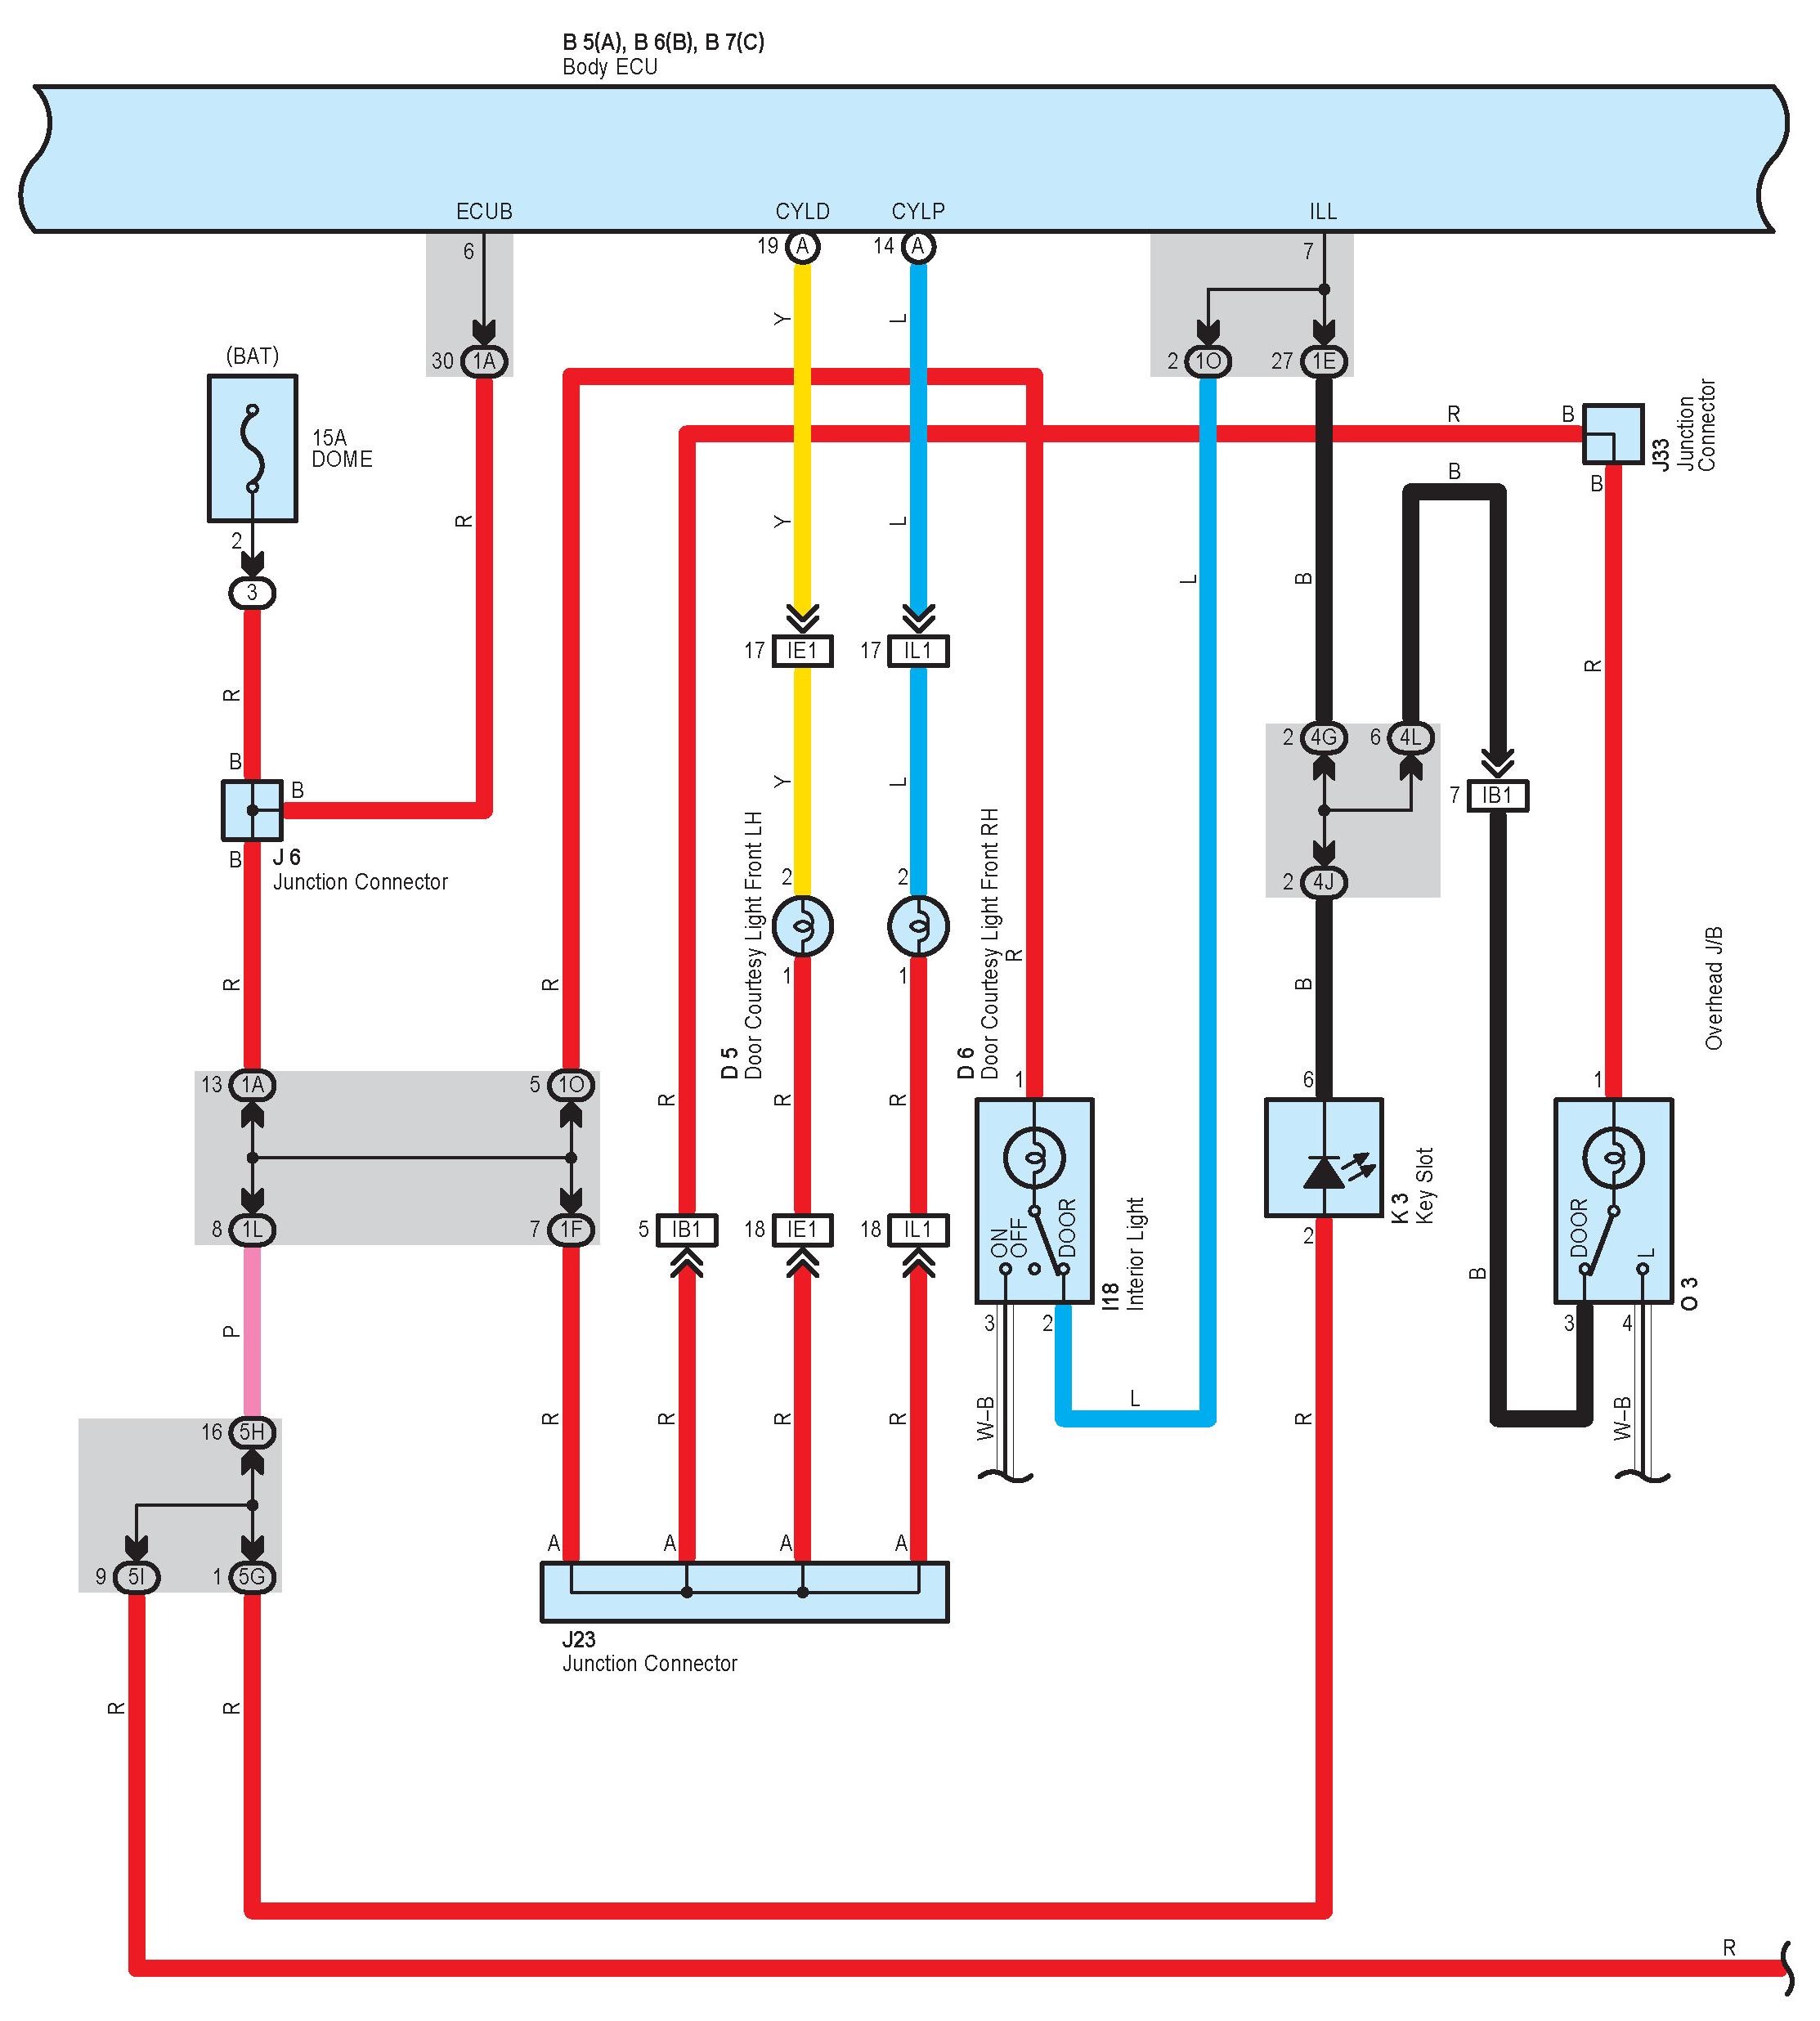 B 5(A), B 6(B), B 7(C)
Body ECU
ECUB
CYLD
CYLP
ILL
6
19 A
14 A
7
30 1A
2 1O
27 1E
(BAT)
15A
DOME
2
3
R
Y
L
R
B
J33
Junction
Connector
B
B
R
Y
L
L
B
17 IE1
17 IL1
R
R
B
B
J 6
Junction Connector
B
Y
L
2 4G
6 4L
7 IB1
2 4J
2
2
D 5
Door Courtesy Light Front LH
D 6
Door Courtesy Light Front RH
1
1
R
R
R
B
Overhead J/B
13 1A
5 1O
R
R
R
1
6
1
8 1L
7 1F
5 IB1
18 IE1
18 IL1
ON
OFF
DOOR
I18
Interior Light
K 3
Key Slot
2
DOOR
L
O 3
B
3
2
3
4
P
R
R
R
R
W–B
L
R
W–B
16 5H
9 5I
1 5G
A
A
A
A
J23
Junction Connector
R
R
R